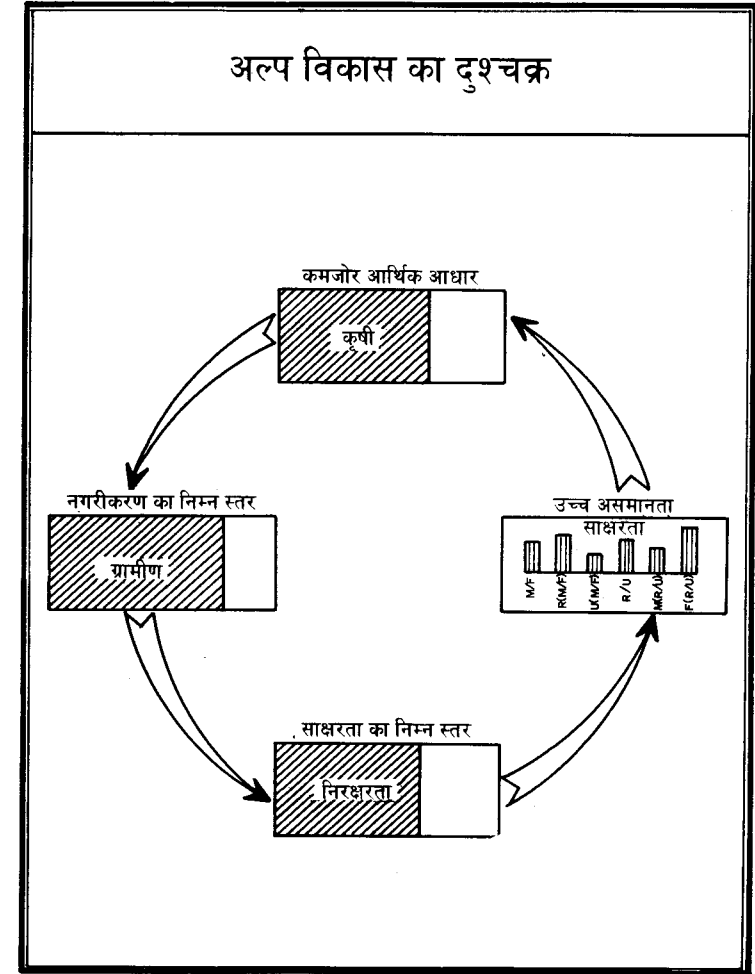 अल्प विकास का दुश्चक्र
कमजोर आर्थिक आधार
कृषी
नगरीकरण का निम्न स्तर
ग्रामीण
उच्च असमानता
साक्षरता
M/F
R(M/F)
U(M/F)
R/U
M(R/U)
F(R/U)
साक्षरता का निम्न स्तर
निरक्षरता